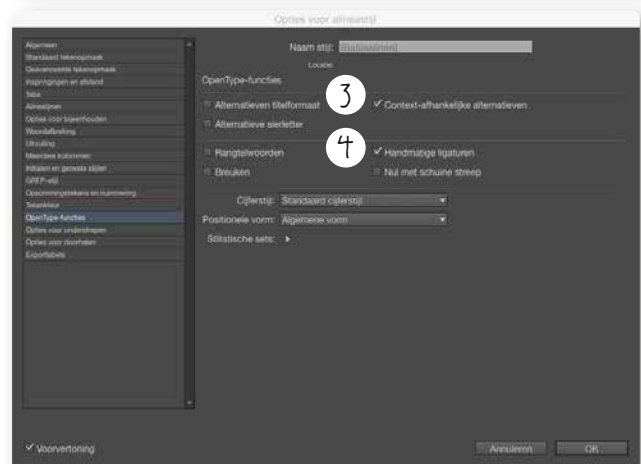 Opties voor alineastijl
Algemeen
Standaard tekenopmaak
Geavanceerde tekenopmaak
Inspringingen en afstand
Tabs
Alinealijnen
Opties voor bijeenhouden
Woordafbreking
Uitvulling
Meerdere kolommen
Initialen en geneste stijlen
GREP-stijl
Opsommingstekens en nummering
Tekenkleur
OpenType-functies
Opties voor onderstrepen
Opties voor doorhalen
Exportlabels
Naam stijl: [Basisalinea]
Locatie:
OpenType-functies
3
Alternatieven titelformaat
Context-afhankelijke alternatieven
Alternatieve sierletter
4
Rangtelwoorden
Handmatige ligaturen
Breuken
Nul met schuine streep
Cijferstijl: Standaard cijferstijl
Positionele vorm: Algemene vorm
Stilistische sets:
Voorvertoning
Annuleren
OK